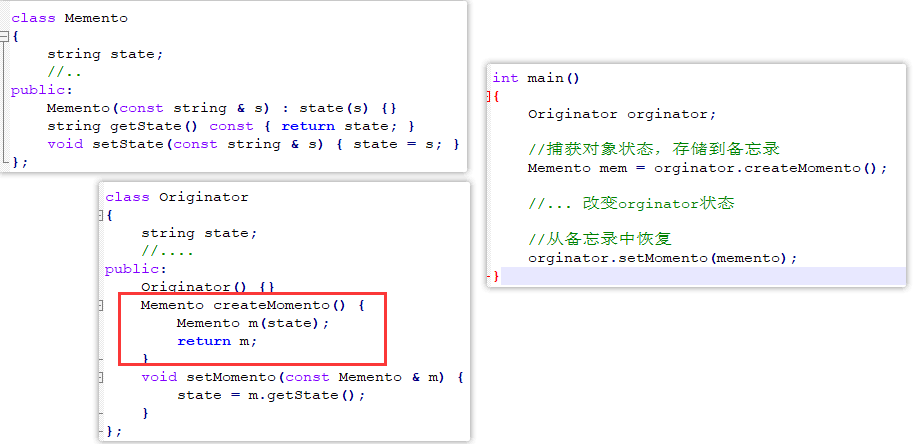 class Memento
{
    string state;
    //..
public:
    Memento(const string & s) : state(s) {}
    string getState() const { return state; }
    void setState(const string & s) { state = s; }
};
class Originator
{
    string state;
    //....
public:
    Originator() {}
    Memento createMomento() {
        Memento m(state);
        return m;
    }
    void setMomento(const Memento & m) {
        state = m.getState();
    }
};
int main()
{
    Originator orginator;
    //捕获对象状态，存储到备忘录
    Memento mem = orginator.createMomento();
    //... 改变orginator状态
    //从备忘录中恢复
    orginator.setMomento(memento);
}